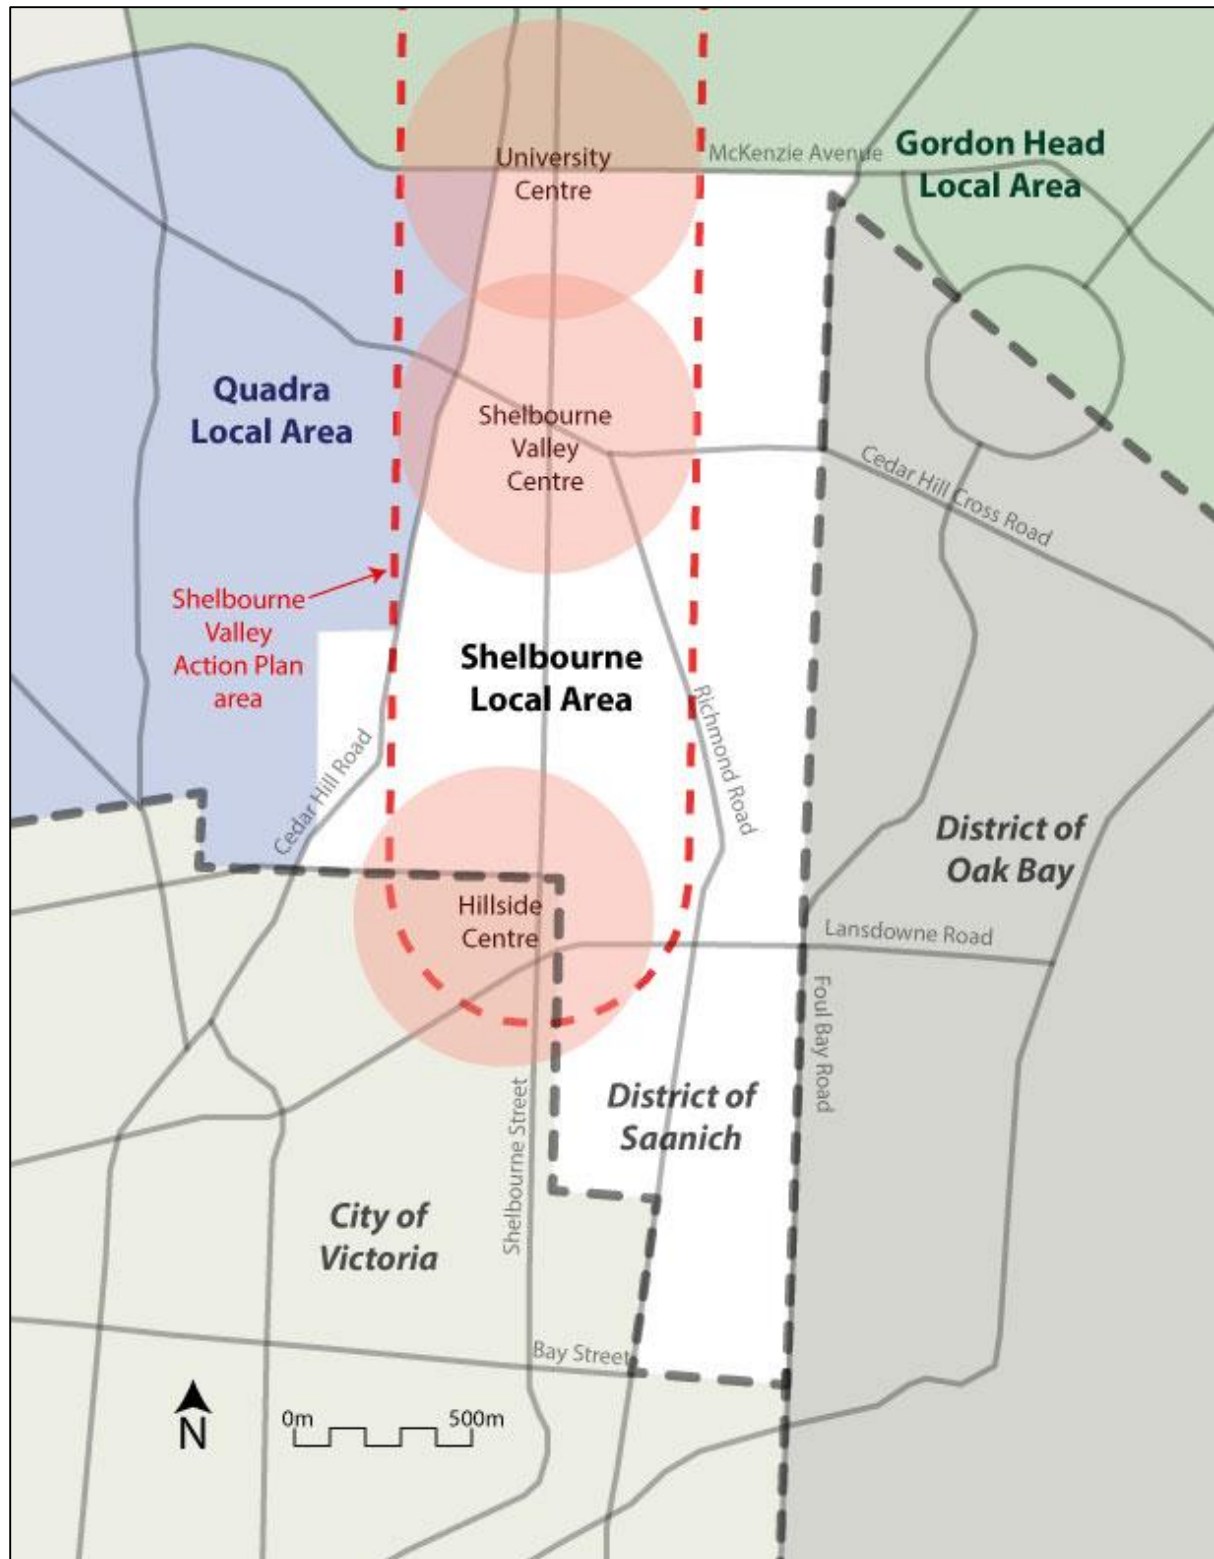 University
Centre
McKenzie Avenue
Gordon Head
Local Area
Quadra
Local Area
Shelbourne
Valley
Centre
Cedar Hill Cross Road
Shelbourne
Valley
Action Plan
area
Shelbourne
Local Area
Richmond Road
Cedar Hill Road
District of
Oak Bay
Hillside
Centre
Lansdowne Road
Foul Bay Road
District of
Saanich
Shelbourne Street
City of
Victoria
Bay Street
N
0m 500m